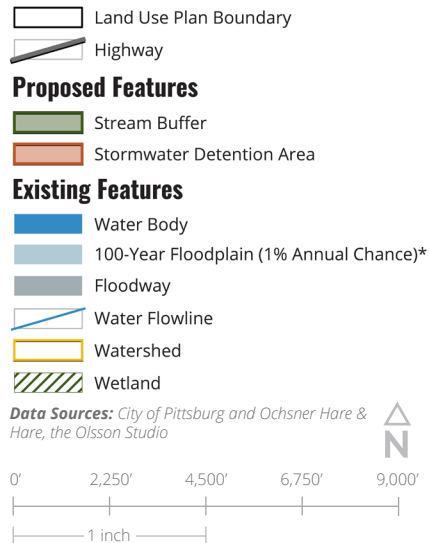 Land Use Plan Boundary
Highway
Proposed Features
Stream Buffer
Stormwater Detention Area
Existing Features
Water Body
100-Year Floodplain (1% Annual Chance)*
Floodway
Water Flowline
Watershed
Wetland
Data Sources: City of Pittsburg and Ochsner Hare &
Hare, the Olsson Studio
N
0’ 2,250’ 4,500’ 6,750’ 9,000’
1 inch